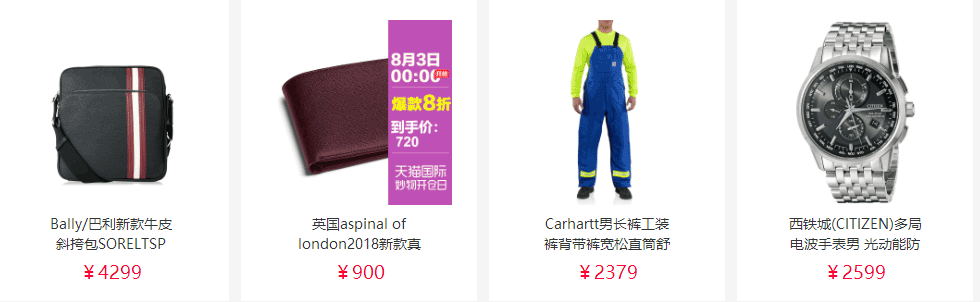 Bally/巴利新款牛皮
斜挎包SORELTSP
¥4299
8月3日
00:00
爆款8折
到手价:
720
天猫国际
妙物开仓日
英国aspinal of
london2018新款真
¥900
Carhartt男长裤工装
裤背带裤宽松直筒舒
¥2379
CITIZEN
西铁城(CITIZEN)多局
电波手表男 光动能防
¥2599